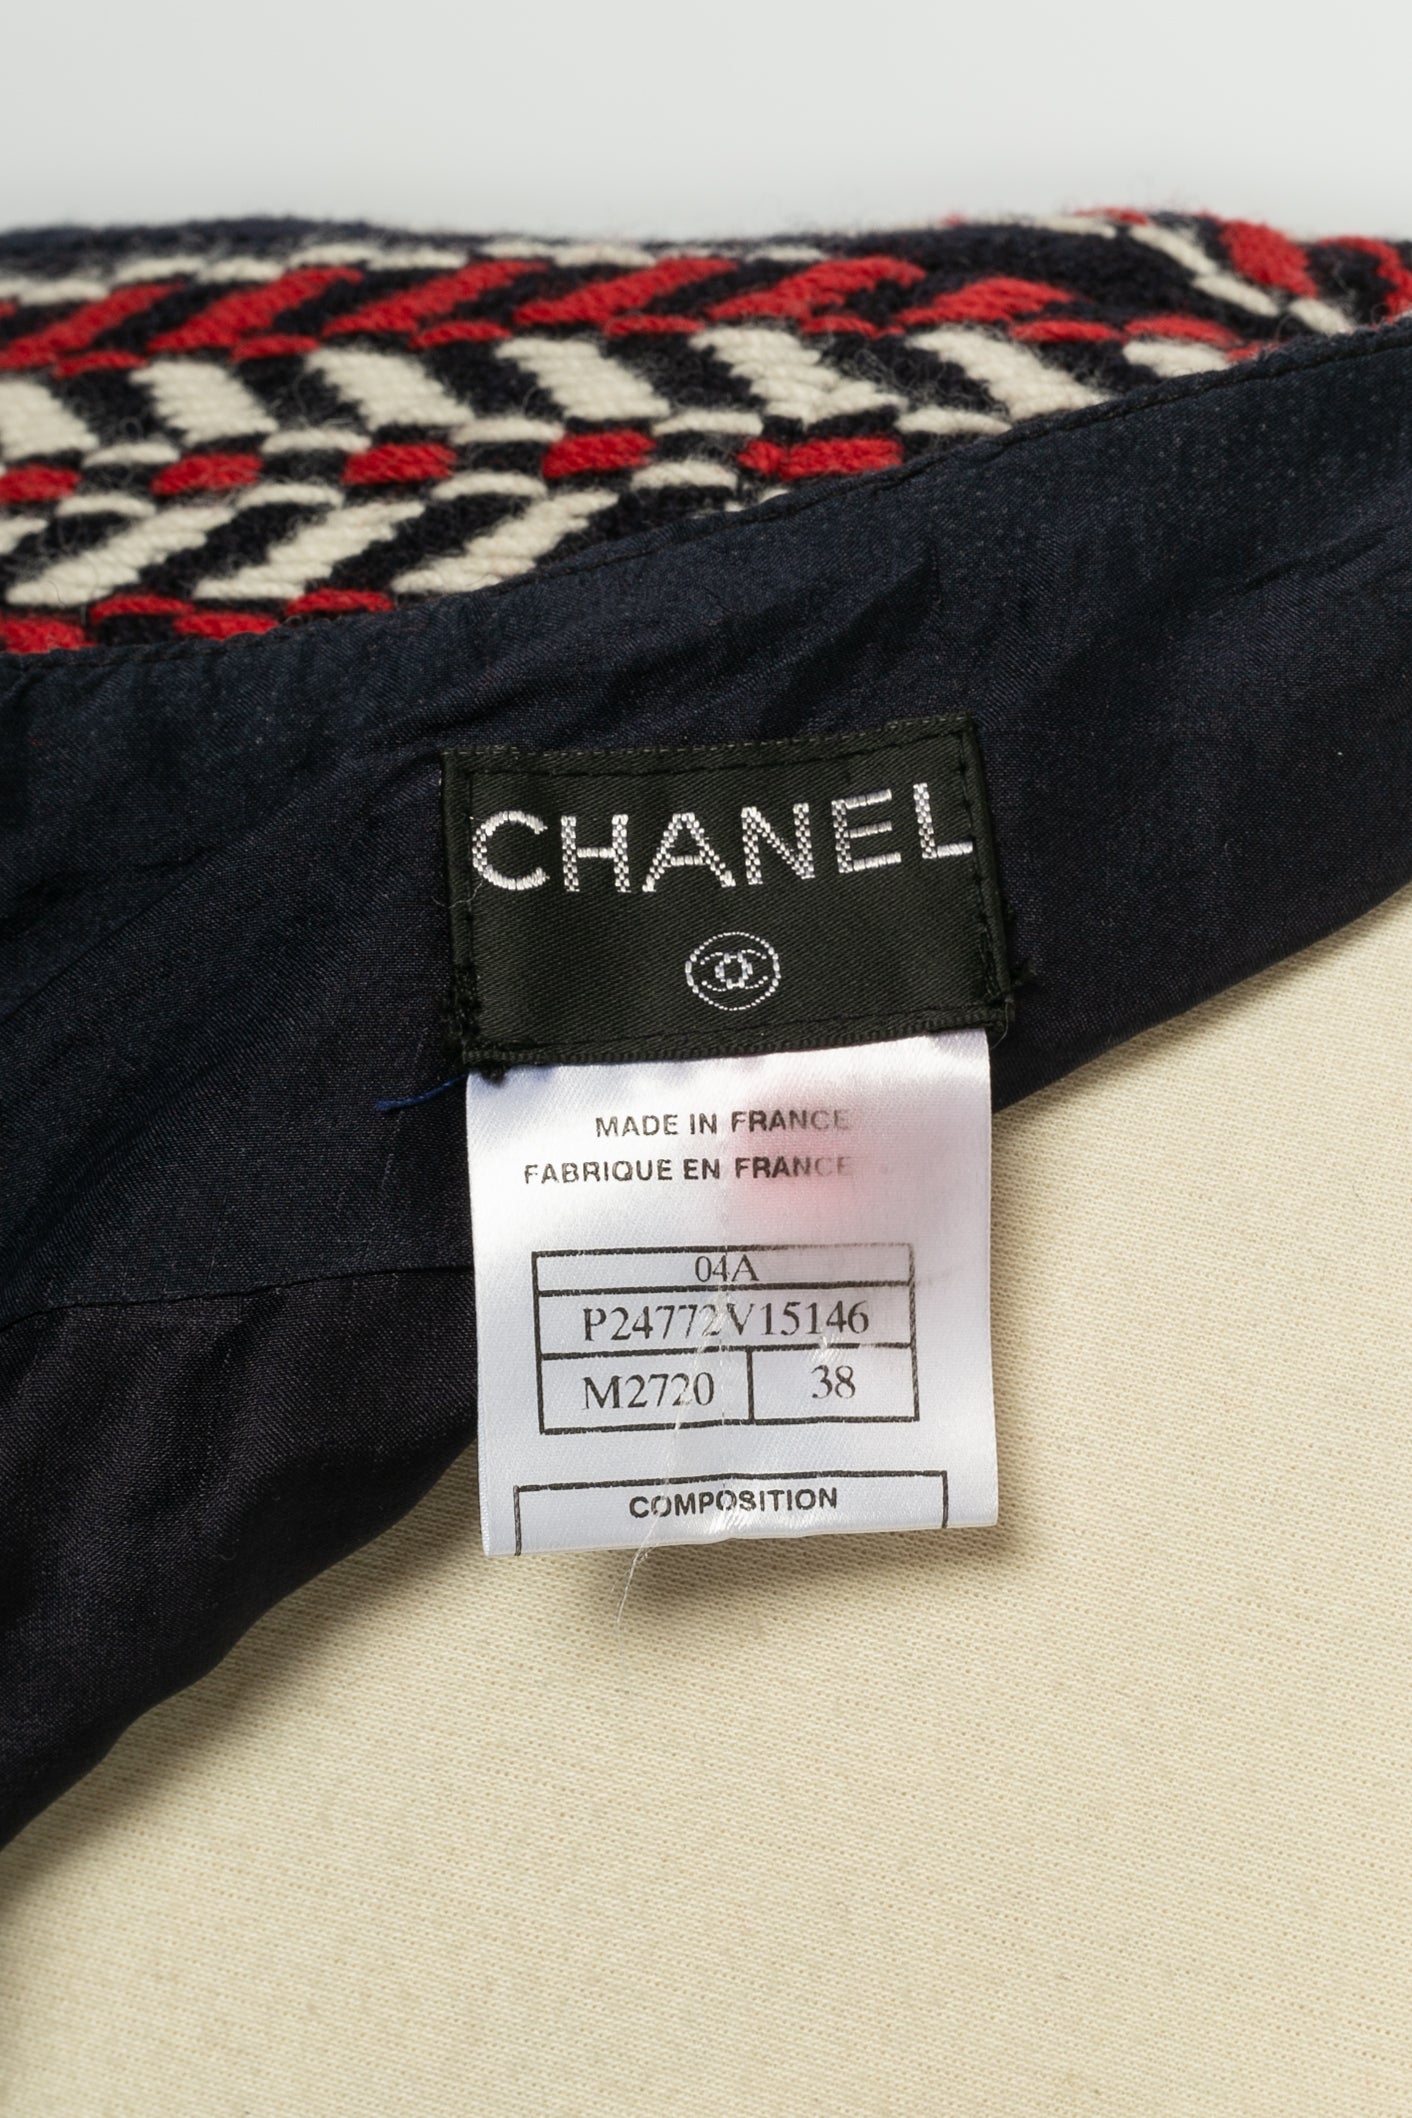 CHANEL
MADE IN FRANCE
FABRIQUE EN FRANCE
04A
P24772V15146
M2720 38
COMPOSITION